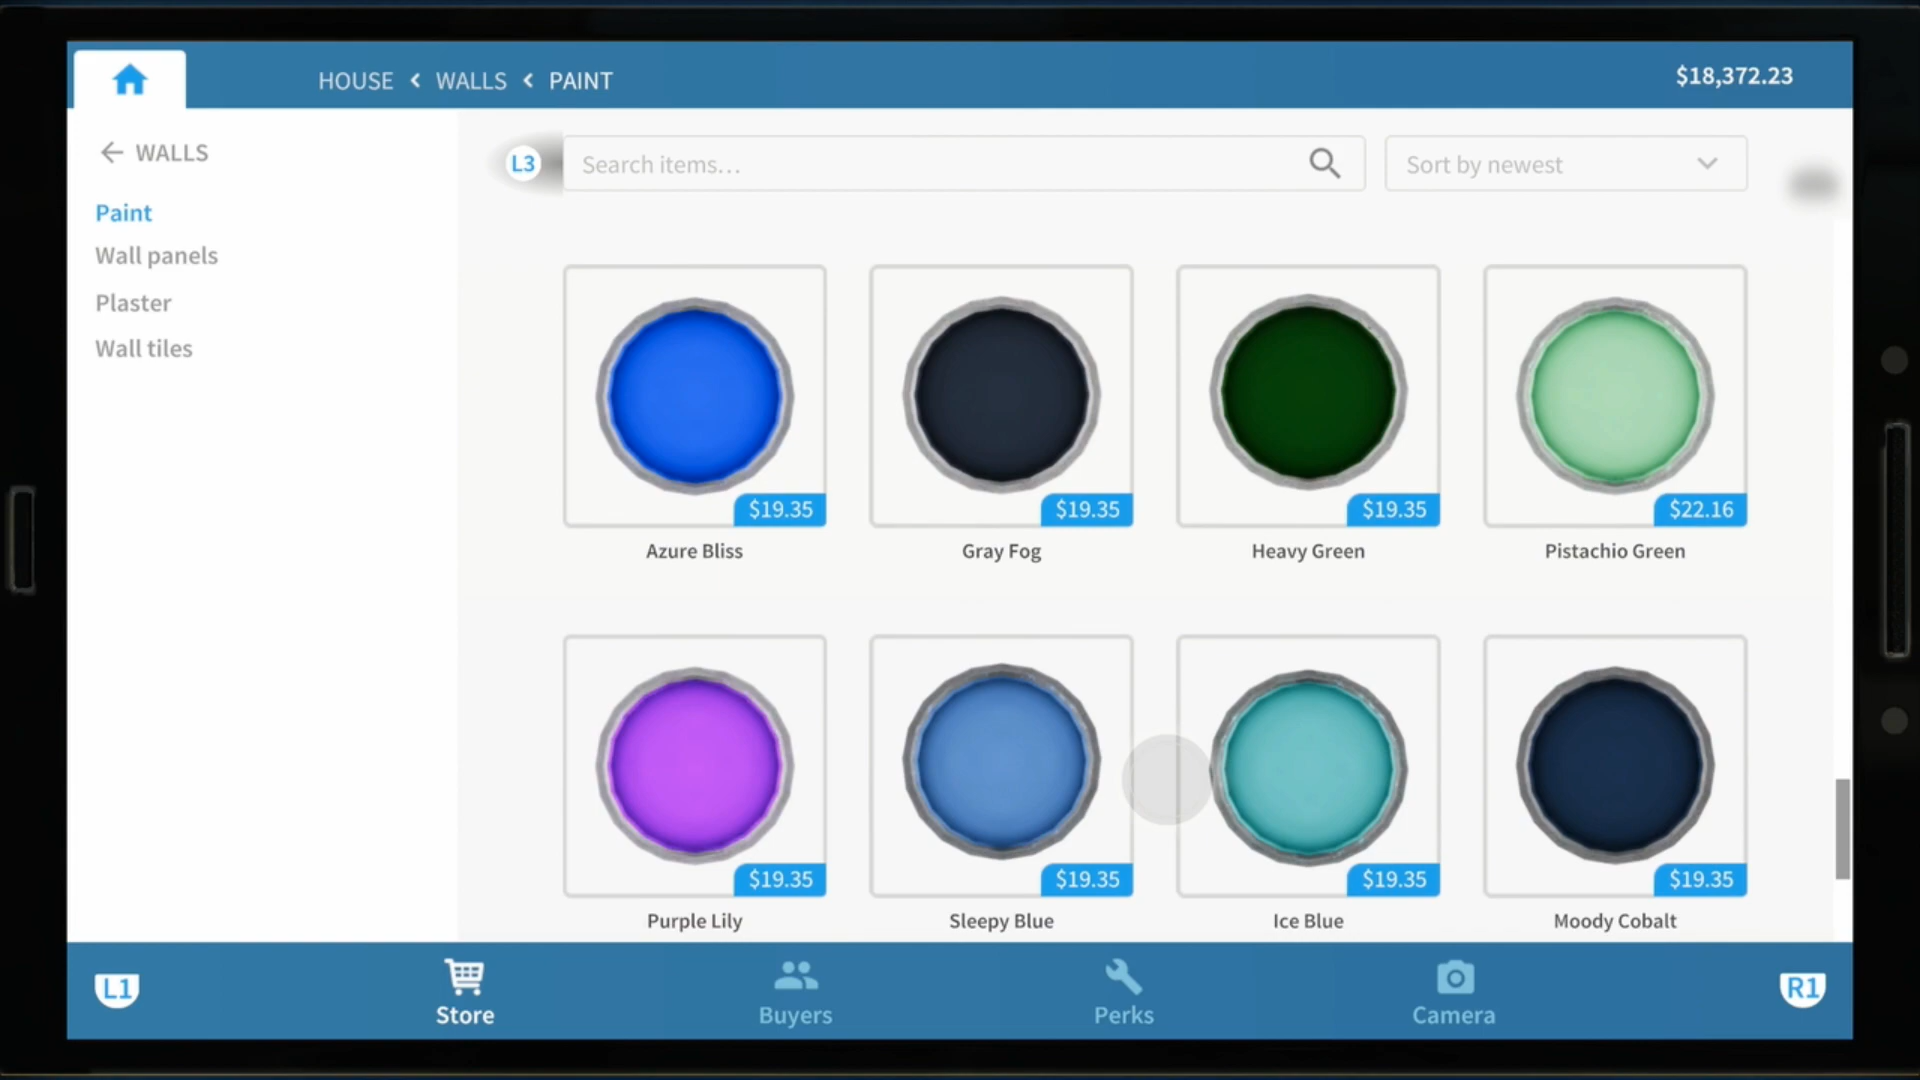 HOUSE < WALLS < PAINT
$18,372.23
WALLS
Paint
Wall panels
Plaster
Wall tiles
L3
Search items...
Sort by newest
$19.35
$19.35
$19.35
$22.16
Azure Bliss
Gray Fog
Heavy Green
Pistachio Green
$19.35
$19.35
$19.35
$19.35
Purple Lily
Sleepy Blue
Ice Blue
Moody Cobalt
L1
Store
Buyers
Perks
Camera
R1